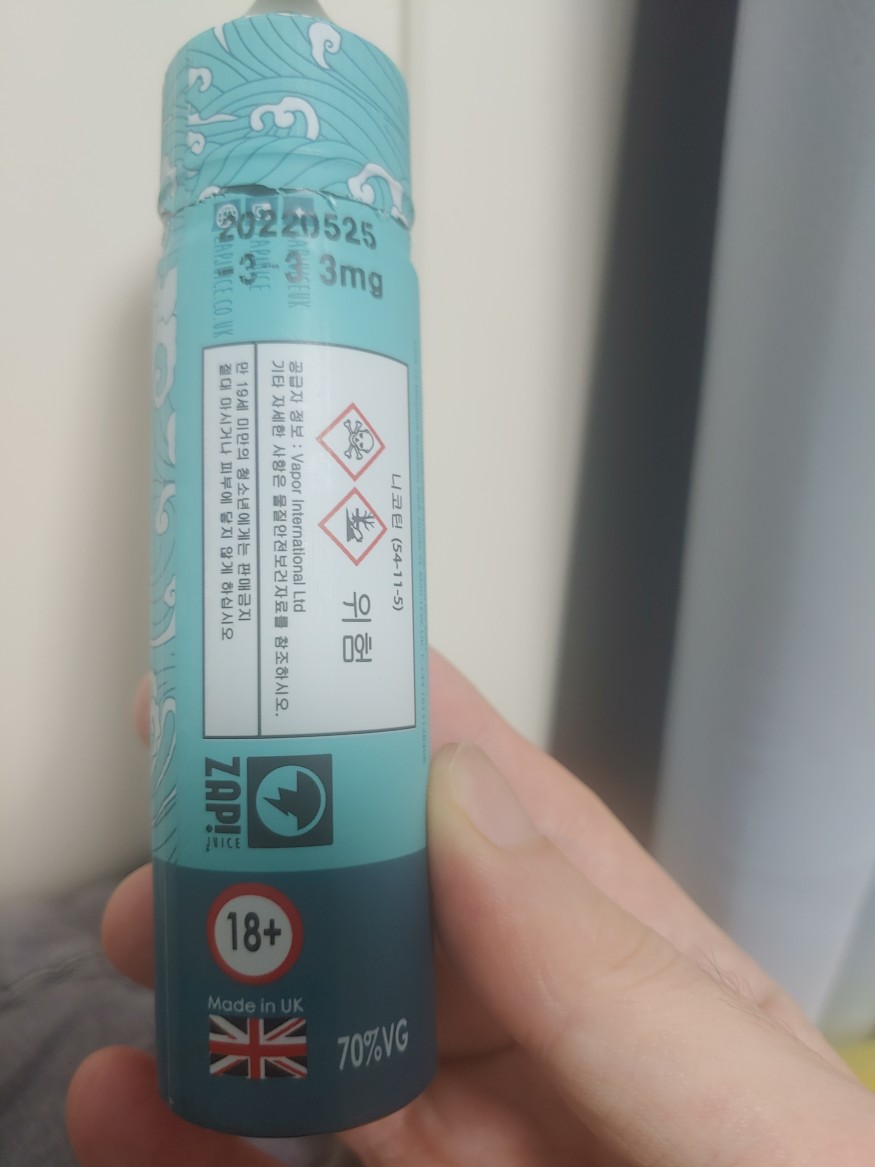 20220525
3mg
니코틴 (54-11-5)
위험
공급자 정보 : Vapor International Ltd
기타 자세한 사항은 물질안전보건자료를 참조하시오.
만 19세 미만의 청소년에게는 판매금지
절대 마시거나 피부에 닿지 않게 하십시오
ZAP!
JUICE
18+
Made in UK
70%VG